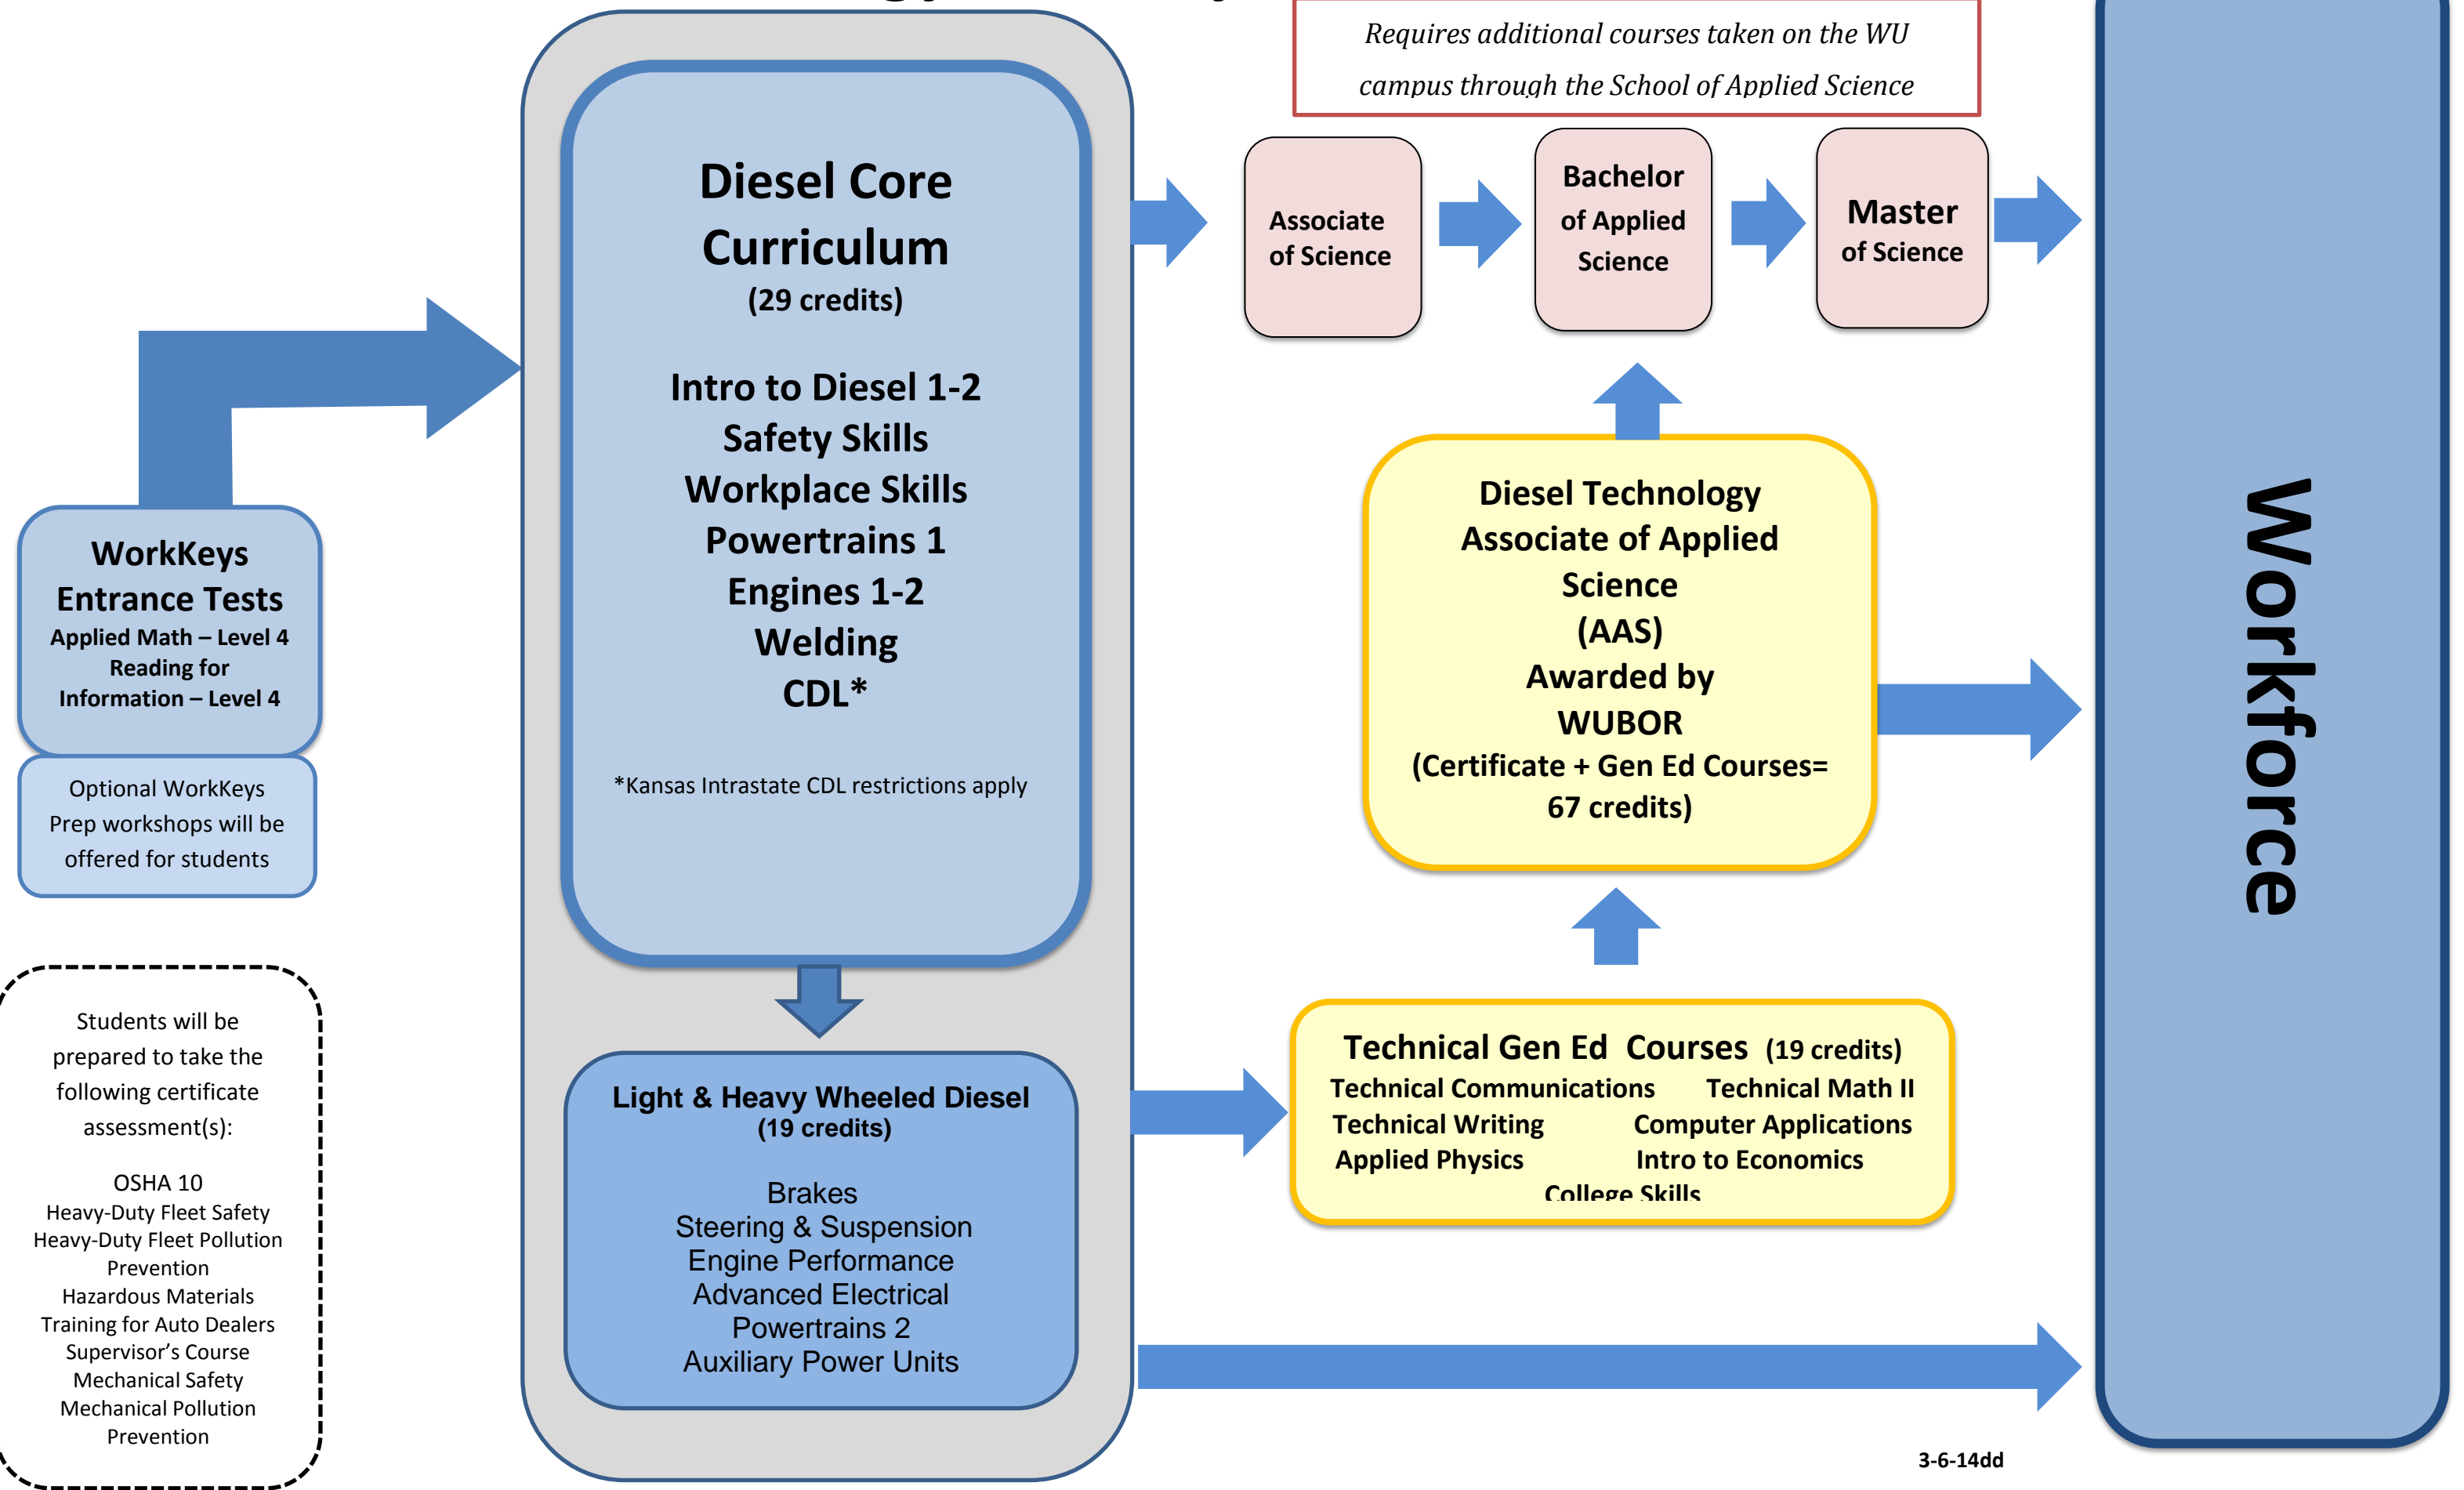 Requires additional courses taken on the WU
campus through the School of Applied Science
Diesel Core
Curriculum
(29 credits)
Intro to Diesel 1-2
Safety Skills
Workplace Skills
Powertrains 1
Engines 1-2
Welding
CDL*
*Kansas Intrastate CDL restrictions apply
Associate
of Science
Bachelor
of Applied
Science
Master
of Science
WorkKeys
Entrance Tests
Applied Math – Level 4
Reading for
Information – Level 4
Optional WorkKeys
Prep workshops will be
offered for students
Diesel Technology
Associate of Applied
Science
(AAS)
Awarded by
WUBOR
(Certificate + Gen Ed Courses=
67 credits)
Workforce
Students will be
prepared to take the
following certificate
assessment(s):
OSHA 10
Heavy-Duty Fleet Safety
Heavy-Duty Fleet Pollution
Prevention
Hazardous Materials
Training for Auto Dealers
Supervisor’s Course
Mechanical Safety
Mechanical Pollution
Prevention
Light & Heavy Wheeled Diesel
(19 credits)
Brakes
Steering & Suspension
Engine Performance
Advanced Electrical
Powertrains 2
Auxiliary Power Units
Technical Gen Ed Courses (19 credits)
Technical Communications Technical Math II
Technical Writing Computer Applications
Applied Physics Intro to Economics
College Skills
3-6-14dd